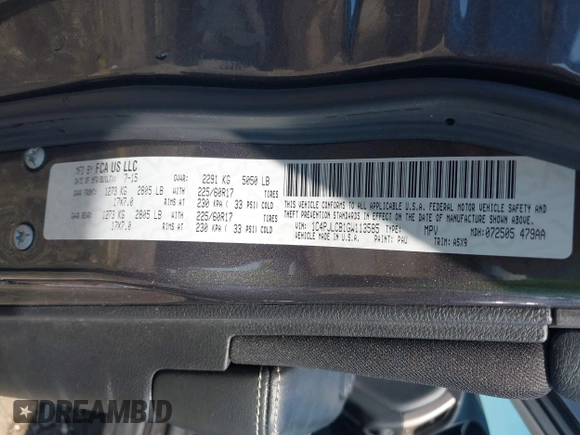 MFD BY FCA US LLC
DATE OF MFR/BUILT: 7-15 GVWR: 2291 KG 5050 LB
GAWR FRONT: 1273 KG 2805 LB WITH 225/60R17 TIRES
17X7.0 RIMS AT 230 KPA ( 33 PSI) COLD
GAWR REAR: 1273 KG 2805 LB WITH 225/60R17 TIRES
17X7.0 RIMS AT 230 KPA ( 33 PSI) COLD
THIS VEHICLE CONFORMS TO ALL APPLICABLE U.S.A. FEDERAL MOTOR VEHICLE SAFETY AND
THEFT PREVENTION STANDARDS IN EFFECT ON THE DATE OF MANUFACTURE SHOWN ABOVE.
VIN: 1C4PJLCB1GW113585 TYPE: MPV MDH: 072505 479AA
VEHICLE MADE IN U.S.A. PAINT: PAU TRIM: A5X9
DREAMBID